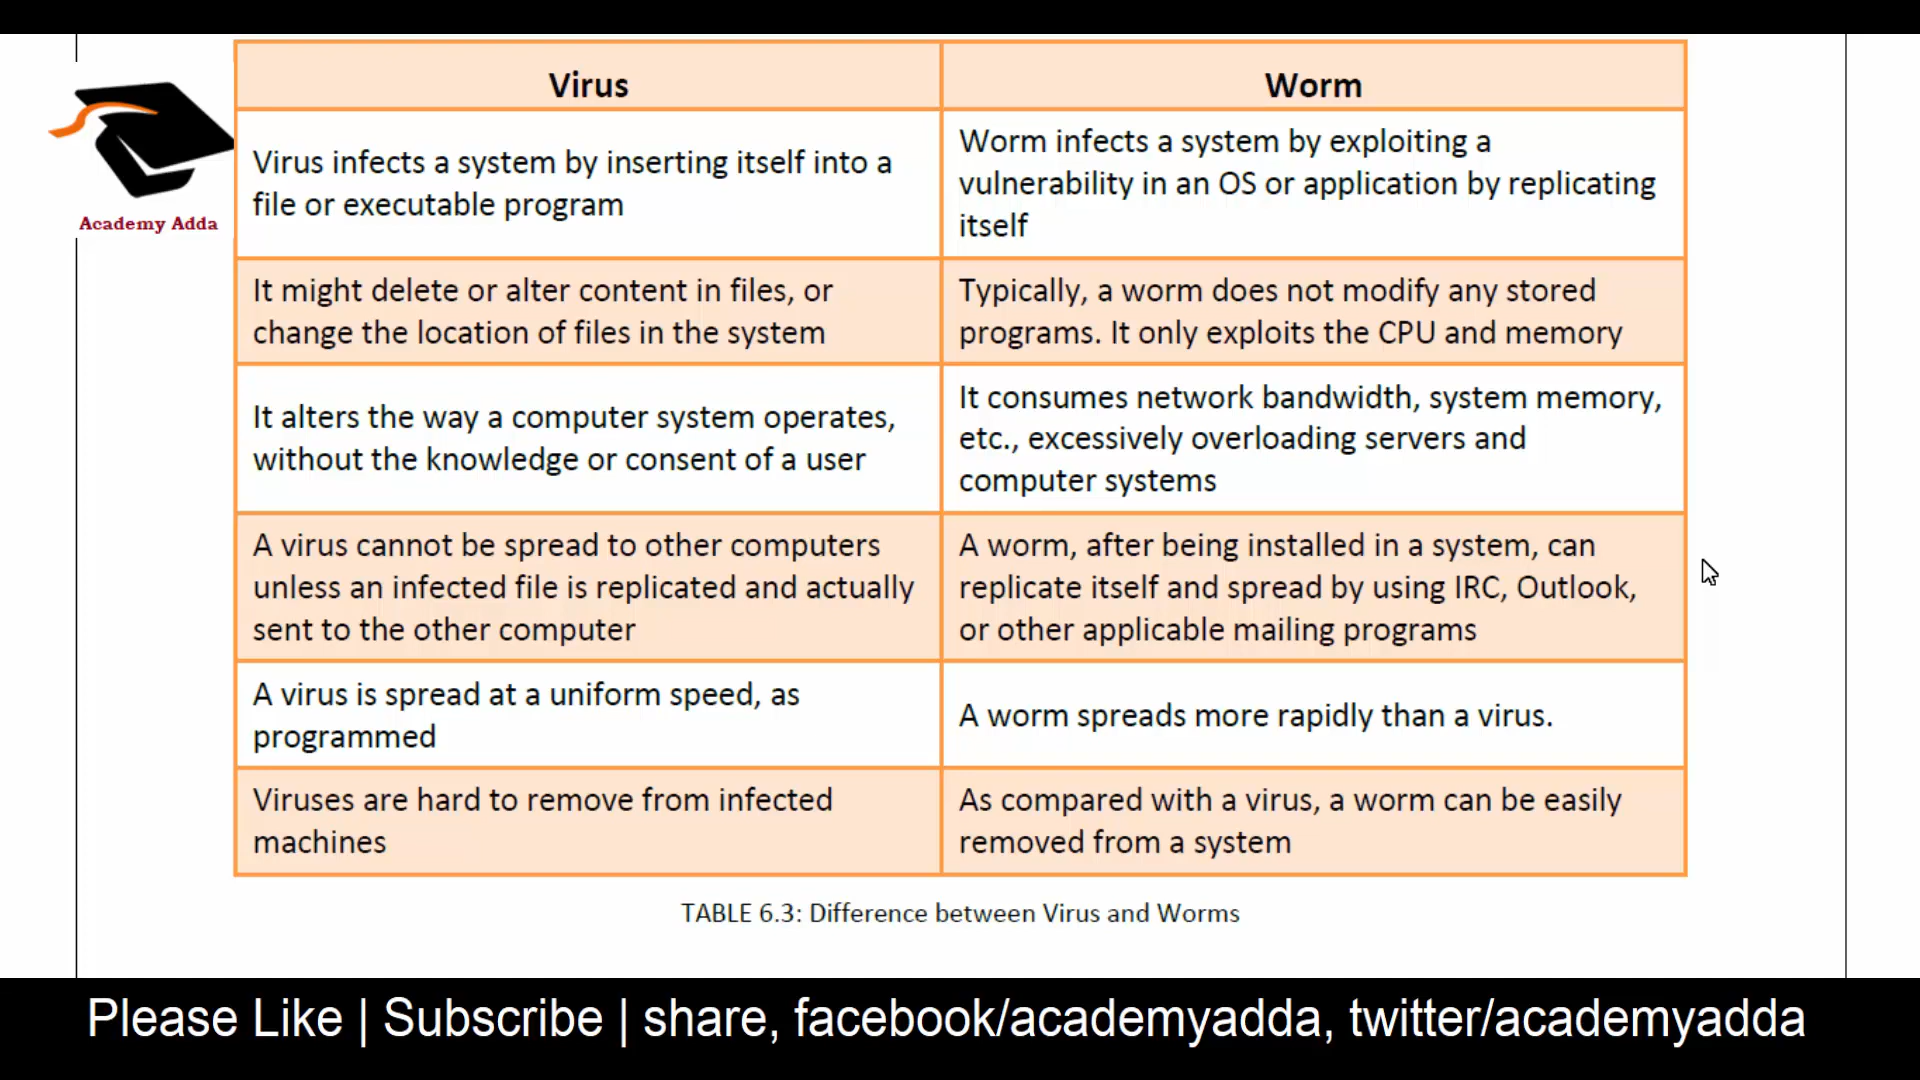 Academy Adda
Virus
Worm
Virus infects a system by inserting itself into a
file or executable program
Worm infects a system by exploiting a
vulnerability in an OS or application by replicating
itself
It might delete or alter content in files, or
change the location of files in the system
Typically, a worm does not modify any stored
programs. It only exploits the CPU and memory
It alters the way a computer system operates,
without the knowledge or consent of a user
It consumes network bandwidth, system memory,
etc., excessively overloading servers and
computer systems
A virus cannot be spread to other computers
unless an infected file is replicated and actually
sent to the other computer
A worm, after being installed in a system, can
replicate itself and spread by using IRC, Outlook,
or other applicable mailing programs
A virus is spread at a uniform speed, as
programmed
A worm spreads more rapidly than a virus.
Viruses are hard to remove from infected
machines
As compared with a virus, a worm can be easily
removed from a system
TABLE 6.3: Difference between Virus and Worms
Please Like | Subscribe | share, facebook/academyadda, twitter/academyadda